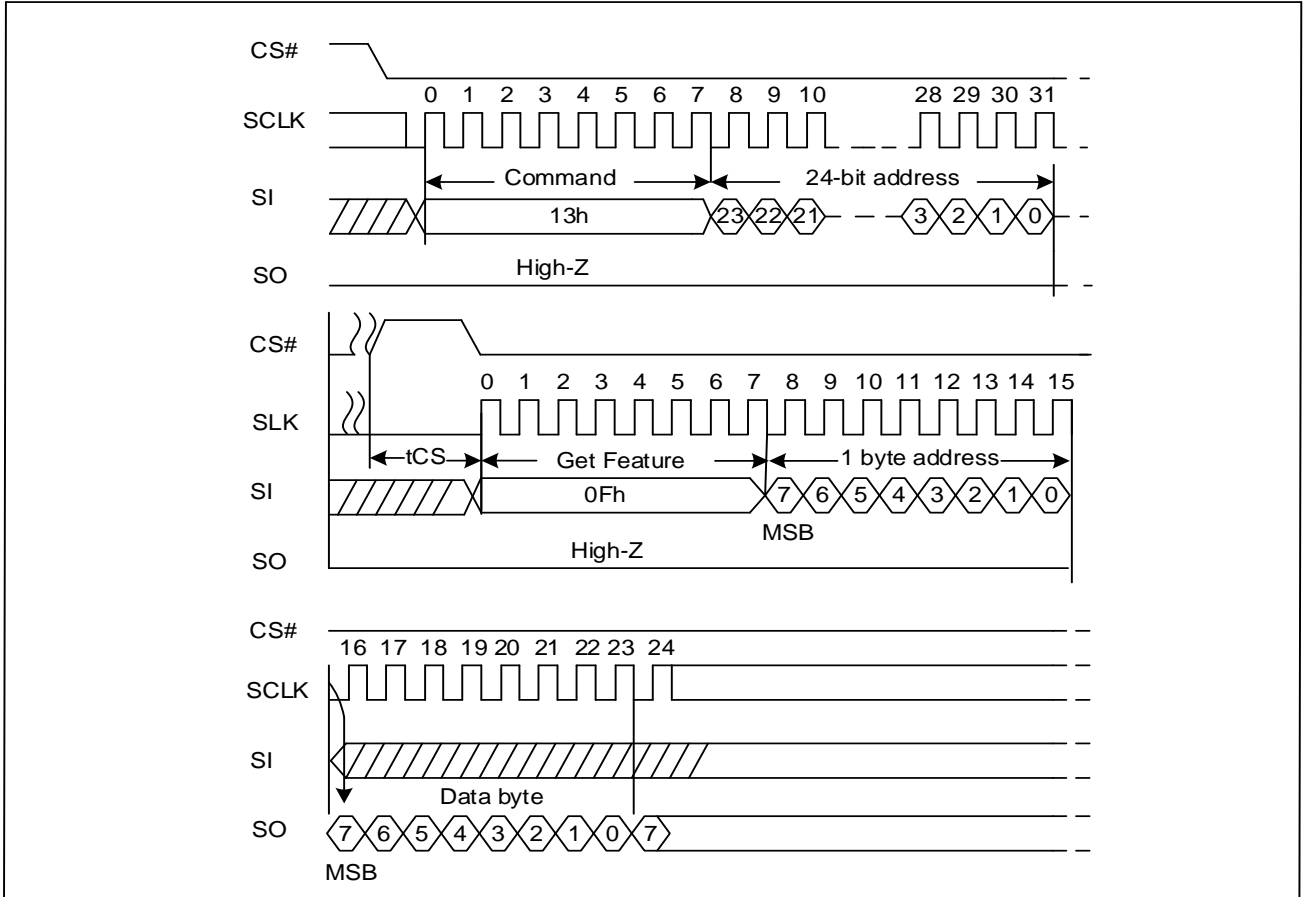 CS#
0 1 2 3 4 5 6 7 8 9 10 28 29 30 31
SCLK
Command 24-bit address
SI
13h 23 22 21 3 2 1 0
High-Z
SO
CS#
0 1 2 3 4 5 6 7 8 9 10 11 12 13 14 15
SLK
tCS Get Feature 1 byte address
SI
0Fh 7 6 5 4 3 2 1 0
MSB
High-Z
SO
CS#
16 17 18 19 20 21 22 23 24
SCLK
SI
Data byte
SO 7 6 5 4 3 2 1 0 7
MSB